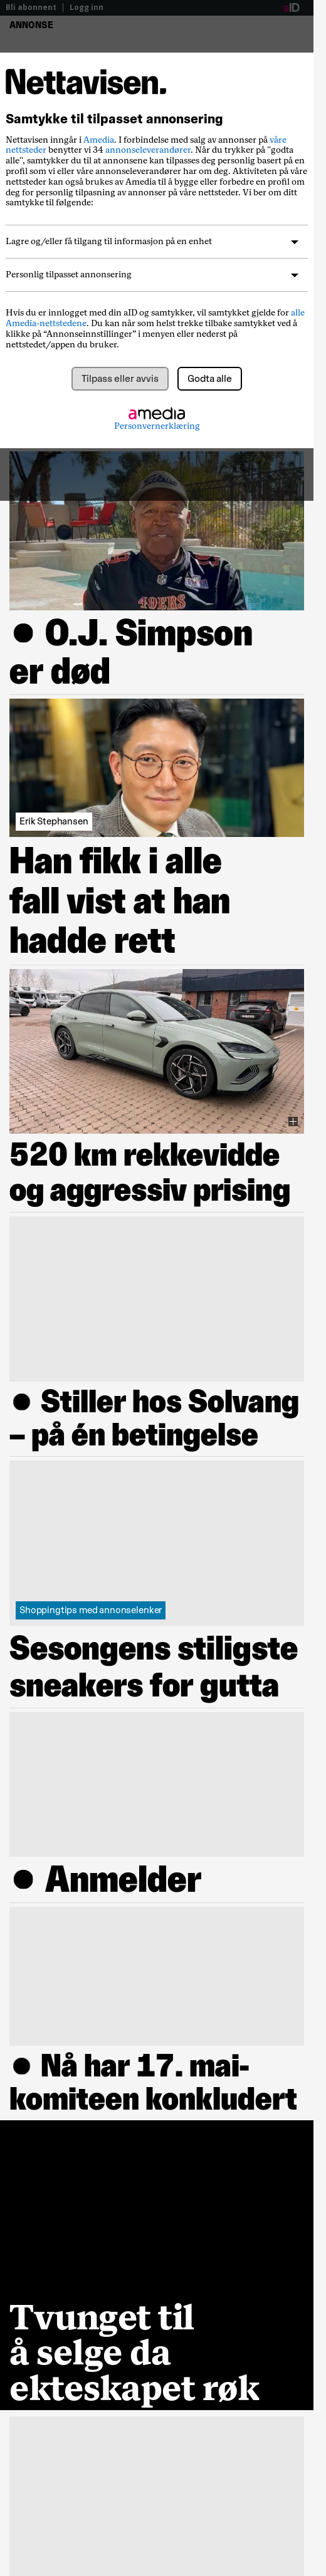 Bli abonnent | Logg inn
aID
ANNONSE
Nettavisen.
Samtykke til tilpasset annonsering
Nettavisen inngår i Amedia. I forbindelse med salg av annonser på våre
nettsteder benytter vi 34 annonseleverandører. Når du trykker på "godta
alle", samtykker du til at annonsene kan tilpasses deg personlig basert på en
profil som vi eller våre annonseleverandører har om deg. Aktiviteten på våre
nettsteder kan også brukes av Amedia til å bygge eller forbedre en profil om
deg for personlig tilpasning av annonser på våre nettsteder. Vi ber om ditt
samtykke til følgende:
Lagre og/eller få tilgang til informasjon på en enhet
Personlig tilpasset annonsering
Hvis du er innlogget med din aID og samtykker, vil samtykket gjelde for alle
Amedia-nettstedene. Du kan når som helst trekke tilbake samtykket ved å
klikke på “Annonseinnstillinger” i menyen eller nederst på
nettstedet/appen du bruker.
Tilpass eller avvis
Godta alle
amedia
Personvernerklæring
49ERS
● O.J. Simpson
er død
Erik Stephansen
Han fikk i alle
fall vist at han
hadde rett
520 km rekkevidde
og aggressiv prising
● Stiller hos Solvang
– på én betingelse
Shoppingtips med annonselenker
Sesongens stiligste
sneakers for gutta
● Anmelder
● Nå har 17. mai-
komiteen konkludert
Tvunget til
å selge da
ekteskapet røk